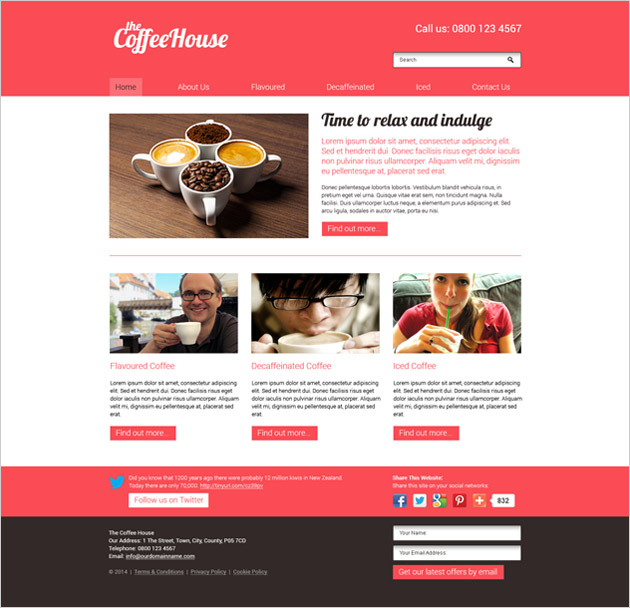 the
CoffeeHouse
Call us: 0800 123 4567
Search
Home
About Us
Flavoured
Decaffeinated
Iced
Contact Us
Time to relax and indulge
Lorem ipsum dolor sit amet, consectetur adipiscing elit.
Sed et hendrerit dui. Donec facilisis risus eget dolor iaculis
non pulvinar risus ullamcorper. Aliquam velit mi, dignissim
eu pellentesque at, placerat sed erat.
Donec pellentesque lobortis lobortis. Vestibulum blandit vehicula risus, in
pretium eget vel urna. Quisque vitae erat sem, non tincidunt magna. Nulla
facilisi. Duis ullamcorper luctus neque, a elementum purus adipiscing et. Sed
arcu ligula, sodales in auctor vitae, porta eu nisi.
Find out more...
Flavoured Coffee
Lorem ipsum dolor sit amet, consectetur adipiscing
elit. Sed et hendrerit dui. Donec facilisis risus eget
dolor iaculis non pulvinar risus ullamcorper. Aliquam
velit mi, dignissim eu pellentesque at, placerat sed
erat.
Find out more...
Decaffeinated Coffee
Lorem ipsum dolor sit amet, consectetur adipiscing
elit. Sed et hendrerit dui. Donec facilisis risus eget
dolor iaculis non pulvinar risus ullamcorper. Aliquam
velit mi, dignissim eu pellentesque at, placerat sed
erat.
Find out more...
Iced Coffee
Lorem ipsum dolor sit amet, consectetur adipiscing
elit. Sed et hendrerit dui. Donec facilisis risus eget
dolor iaculis non pulvinar risus ullamcorper. Aliquam
velit mi, dignissim eu pellentesque at, placerat sed
erat.
Find out more...
Did you know that 1200 years ago there were probably 12 million kiwis in New Zealand.
Today there are only 70,000.
Follow us on Twitter
Share This Website:
Share this site on your social networks
832
The Coffee House
Our Address: 1 The Street, Town, City, County, P05 7CD
Telephone: 0800 123 4567
Email: info@ourdomainname.com
© 2014 | Terms & Conditions | Privacy Policy | Cookie Policy
Your Name:
Your Email Address:
Get our latest offers by email